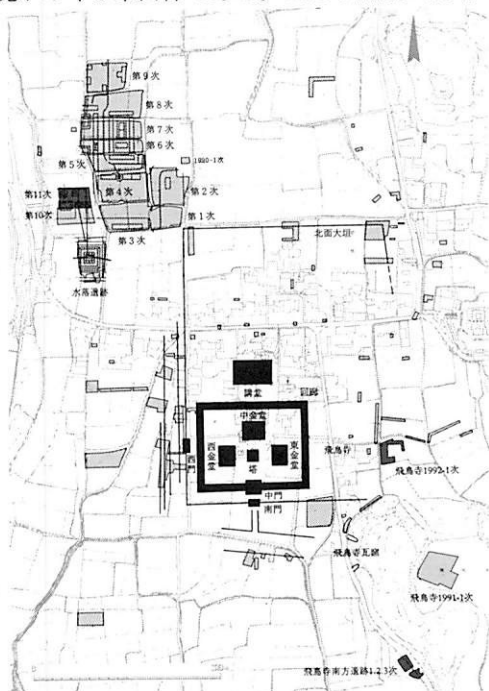 第9次
第8次
第7次
第6次
第5次
1990-1次
第11次
第4次
第2次
第10次
第1次
第3次
北面大垣
水落遺跡
講堂
回廊
中金堂
西金堂
塔
東金堂
飛鳥寺
西門
飛鳥寺1992-1次
中門
南門
飛鳥寺瓦窯
飛鳥寺1991-1次
飛鳥寺南方遺跡1.2.3次